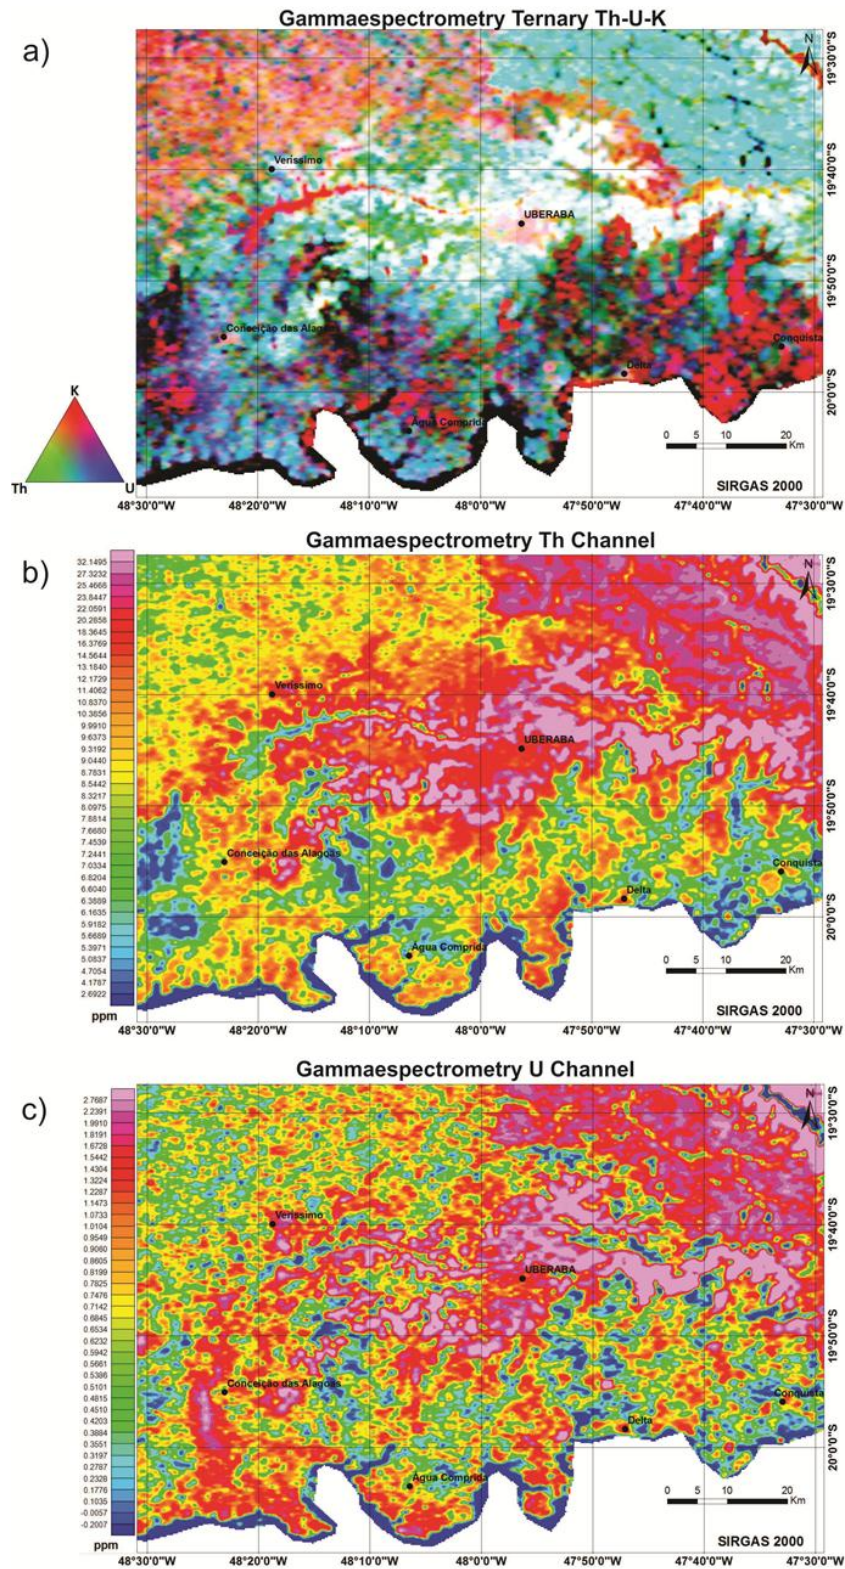 Gammaespectrometry Ternary Th-U-K
a)
N
19°30'0"S
Verissimo
19°40'0"S
UBERABA
19°50'0"S
Conceição das Alagoas
Conquista
Delta
20°0'0"S
K
Água Comprida
0 5 10 20
Km
Th U
SIRGAS 2000
48°30'0"W 48°20'0"W 48°10'0"W 48°0'0"W 47°50'0"W 47°40'0"W 47°30'0"W
Gammaespectrometry Th Channel
b)
32.1495
27.3232
25.4666
23.8447
22.0591
20.2856
18.3645
16.3769
14.5644
13.1840
12.1729
11.4062
10.8370
10.3656
9.9910
9.6373
9.3192
9.0440
8.7831
8.5442
8.3217
8.0975
7.8814
7.6680
7.4539
7.2441
7.0334
6.8204
6.6040
6.3889
6.1635
5.9182
5.6689
5.3971
5.0837
4.7054
4.1787
2.6922
ppm
N
19°30'0"S
Verissimo
19°40'0"S
UBERABA
19°50'0"S
Conceição das Alagoas
Conquista
Delta
20°0'0"S
Água Comprida
0 5 10 20
Km
SIRGAS 2000
48°30'0"W 48°20'0"W 48°10'0"W 48°0'0"W 47°50'0"W 47°40'0"W 47°30'0"W
Gammaespectrometry U Channel
c)
2.7687
2.2391
1.9910
1.8191
1.6728
1.5442
1.4304
1.3224
1.2287
1.1473
1.0733
1.0104
0.9549
0.9060
0.8605
0.8199
0.7825
0.7476
0.7142
0.6845
0.6534
0.6232
0.5942
0.5661
0.5386
0.5101
0.4815
0.4510
0.4203
0.3884
0.3551
0.3197
0.2787
0.2328
0.1776
0.1035
-0.0057
-0.2007
ppm
N
19°30'0"S
Verissimo
19°40'0"S
UBERABA
19°50'0"S
Conceição das Alagoas
Conquista
Delta
20°0'0"S
Água Comprida
0 5 10 20
Km
SIRGAS 2000
48°30'0"W 48°20'0"W 48°10'0"W 48°0'0"W 47°50'0"W 47°40'0"W 47°30'0"W